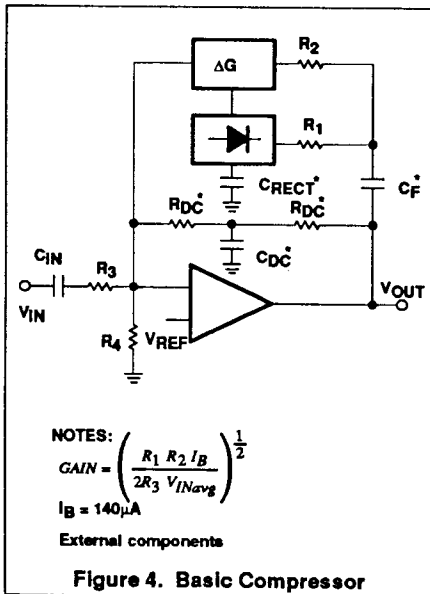 R2
ΔG
R1
CRECT*
CF*
RDC*
RDC*
CIN
R3
CDC*
VOUT
VIN
VREF
R4
NOTES:
GAIN = ( R1 R2 IB / 2R3 VINavg ) 1/2
IB = 140µA
External components
Figure 4. Basic Compressor